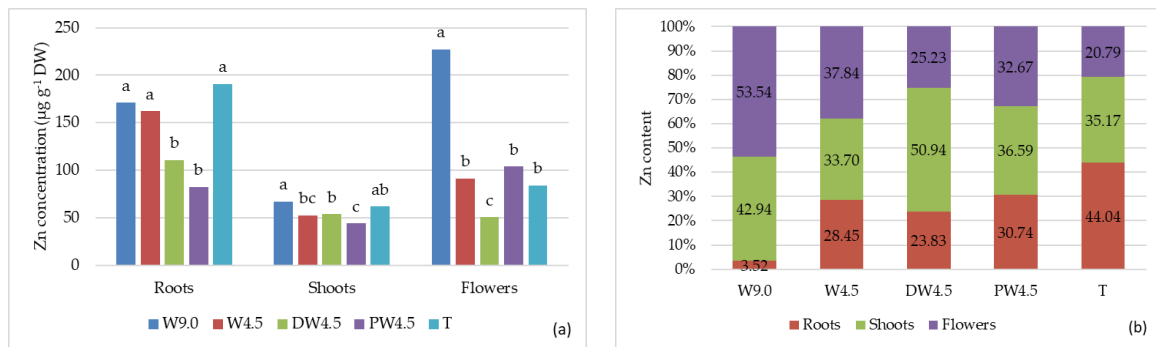 250
200
150
100
50
0
Zn concentration (µg g⁻¹ DW)
a a b b a
a bc b c ab
a b c b b
Roots Shoots Flowers
W9.0 W4.5 DW4.5 PW4.5 T
(a)
100%
90%
80%
70%
60%
50%
40%
30%
20%
10%
0%
Zn content
53.54 37.84 25.23 32.67 20.79
42.94 33.70 50.94 36.59 35.17
3.52 28.45 23.83 30.74 44.04
W9.0 W4.5 DW4.5 PW4.5 T
Roots Shoots Flowers
(b)